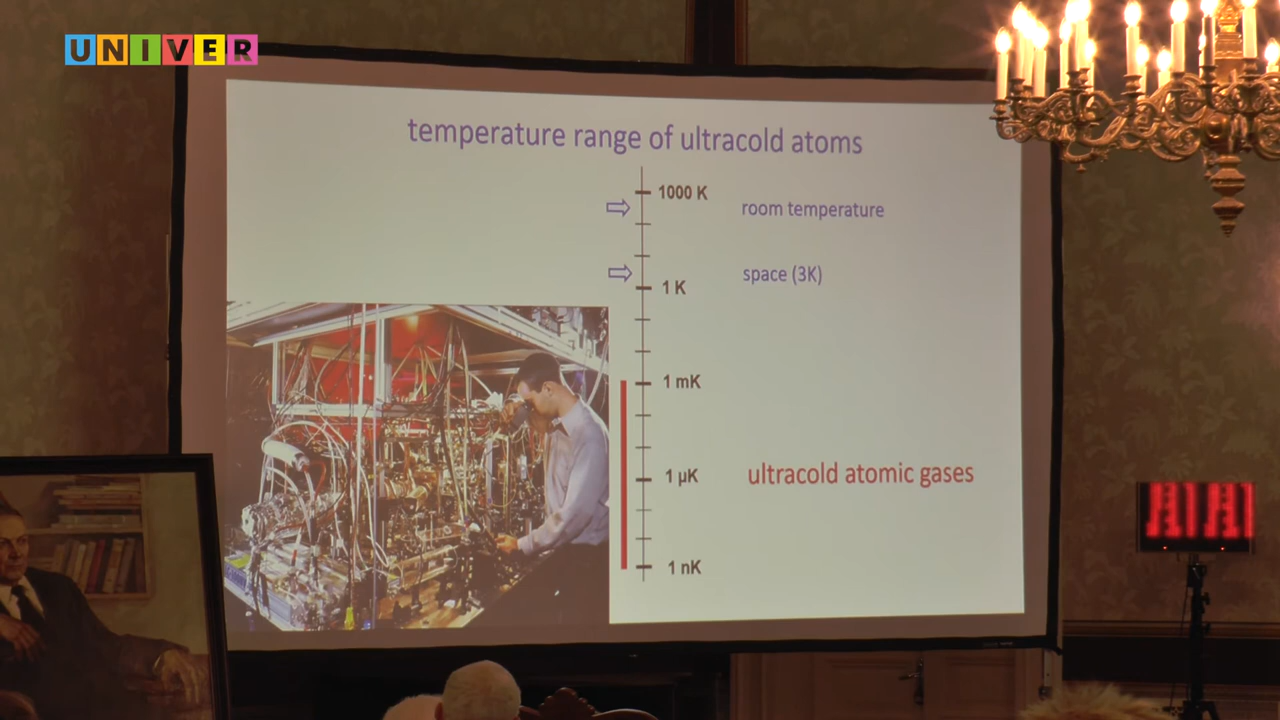 UNIVER
temperature range of ultracold atoms
1000 K
room temperature
space (3K)
1 K
1 mK
1 µK
ultracold atomic gases
1 nK